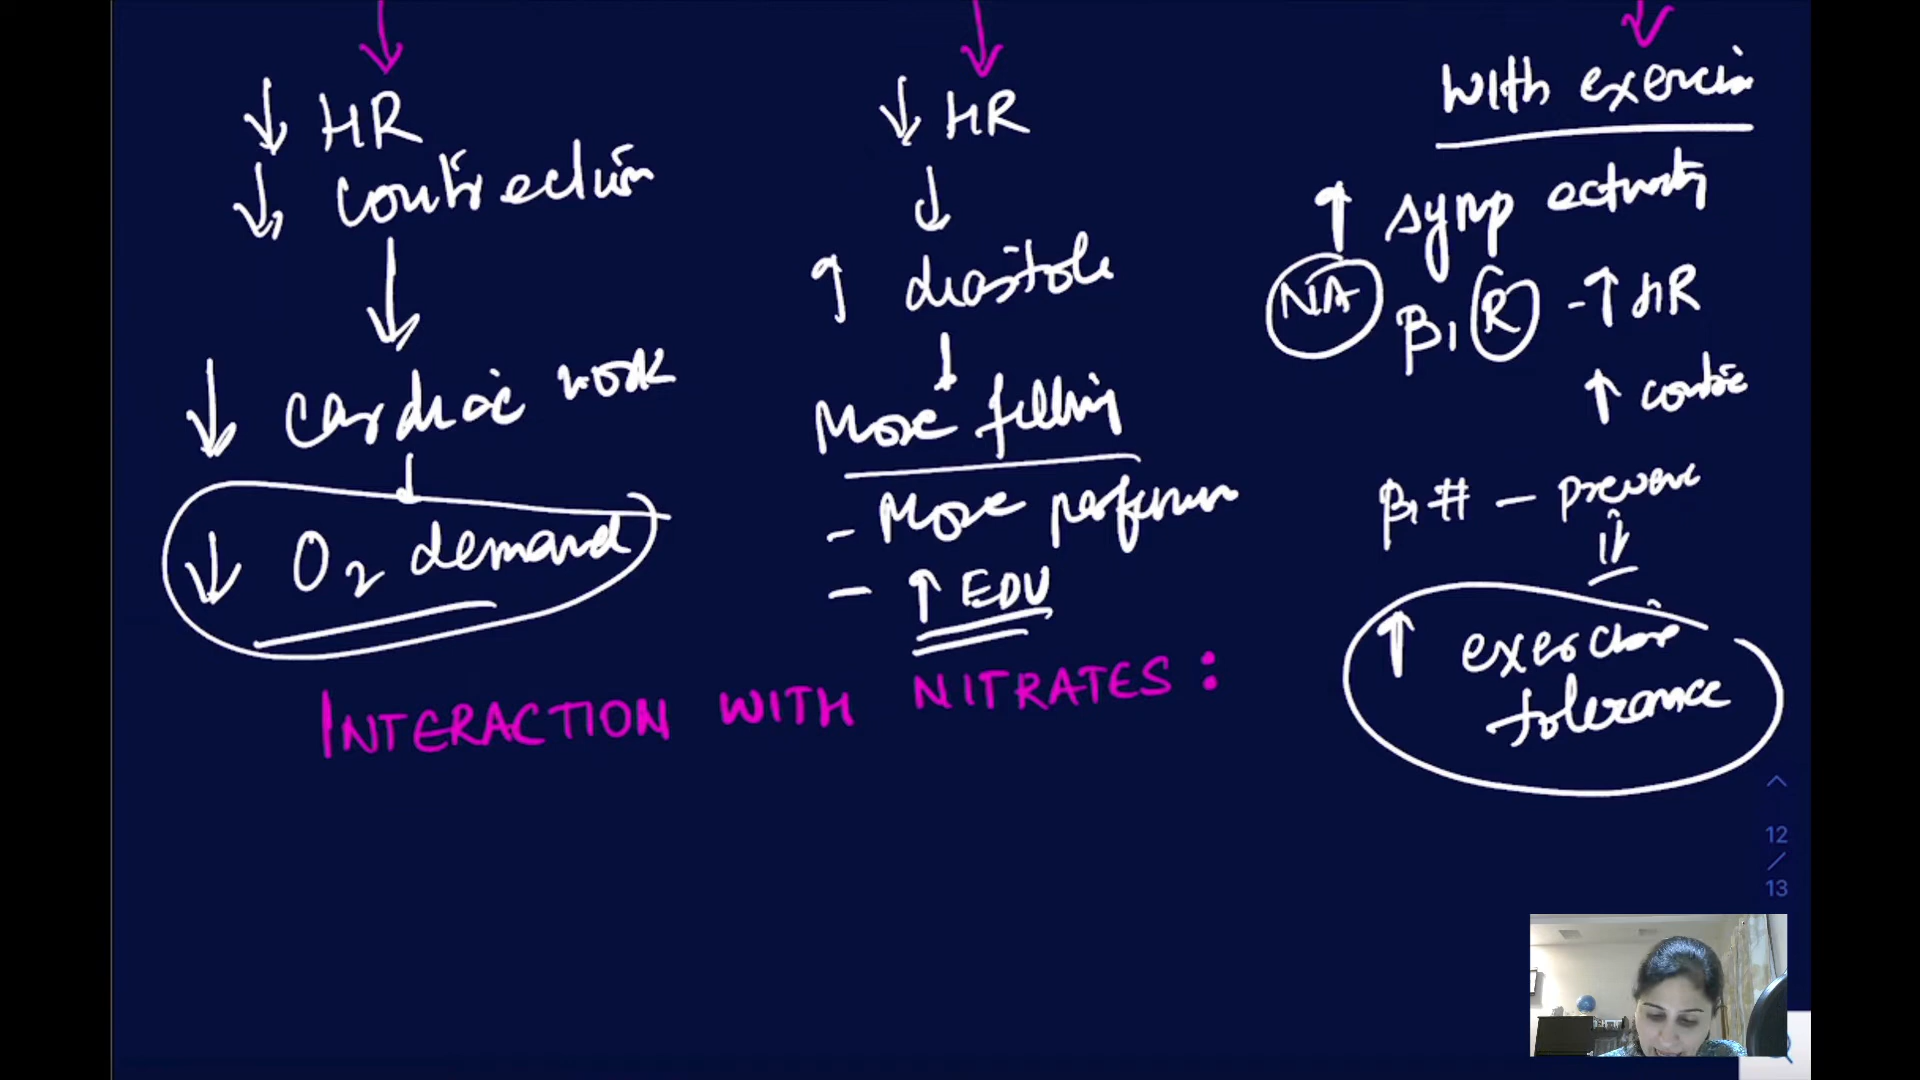 ↓ HR
↓ contraction
↓ cardiac work
↓ O2 demand
↓ HR
↑ diastole
More filling
- More perfusion
- ↑ EDV
With exercise
↑ symp activity
NA β1 R - ↑ HR
↑ contrac
β1 # - prevent
↑ exercise
tolerance
INTERACTION WITH NITRATES:
12
/
13